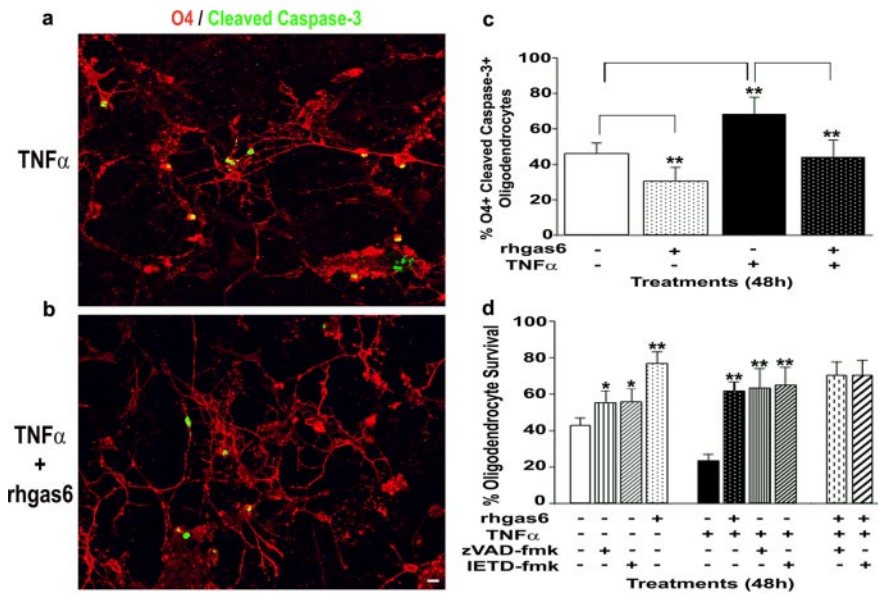 a
O4 / Cleaved Caspase-3
TNFα
b
TNFα
+
rhgas6
c
% O4+ Cleaved Caspase-3+
Oligodendrocytes
100
80
60
40
20
0
**
**
**
rhgas6 - + - +
TNFα - - + +
Treatments (48h)
d
% Oligodendrocyte Survival
100
80
60
40
20
0
* * ** ** ** **
rhgas6 - - - + - + - - + +
TNFα - - - - + + + + + +
zVAD-fmk - + - - - - + - + -
IETD-fmk - - + - - - - + - +
Treatments (48h)